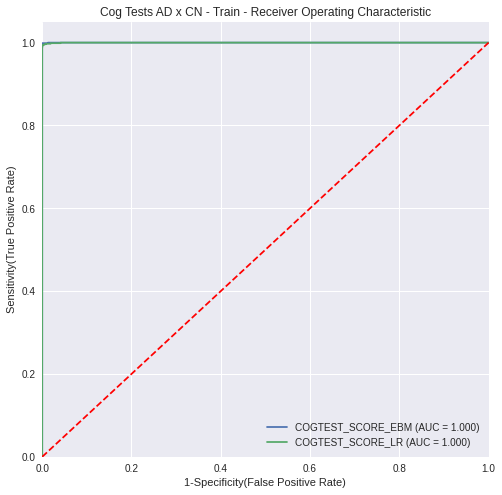 Cog Tests AD x CN - Train - Receiver Operating Characteristic
1.0
0.8
0.6
0.4
0.2
0.0
Sensitivity(True Positive Rate)
COGTEST_SCORE_EBM (AUC = 1.000)
COGTEST_SCORE_LR (AUC = 1.000)
0.0 0.2 0.4 0.6 0.8 1.0
1-Specificity(False Positive Rate)